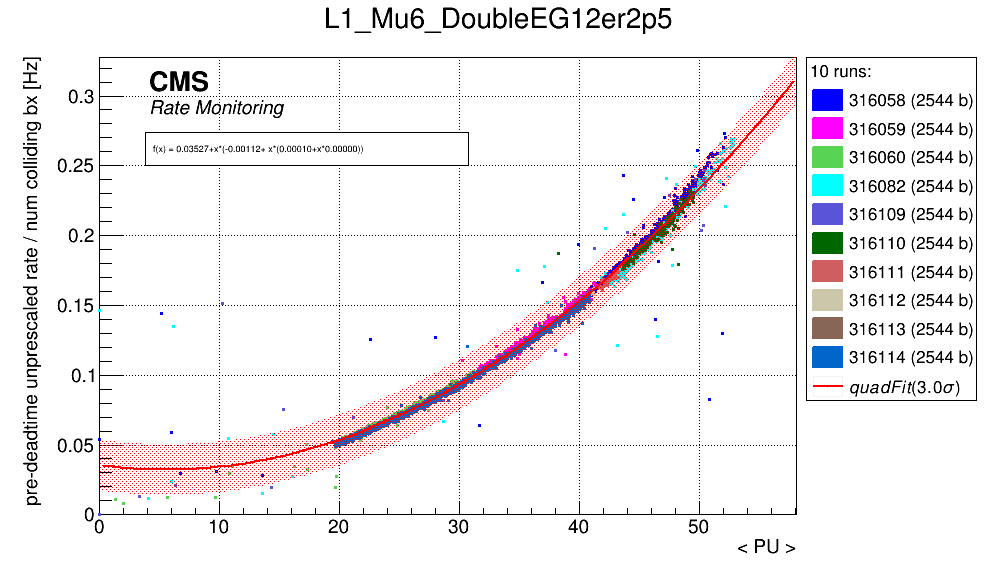 L1_Mu6_DoubleEG12er2p5
pre-deadtime unprescaled rate / num colliding bx [Hz]
CMS
Rate Monitoring
f(x) = 0.03527+x*(-0.00112+ x*(0.00010+x*0.00000))
0.3
0.25
0.2
0.15
0.1
0.05
0
0 10 20 30 40 50
< PU >
10 runs:
316058 (2544 b)
316059 (2544 b)
316060 (2544 b)
316082 (2544 b)
316109 (2544 b)
316110 (2544 b)
316111 (2544 b)
316112 (2544 b)
316113 (2544 b)
316114 (2544 b)
quadFit(3.0σ)